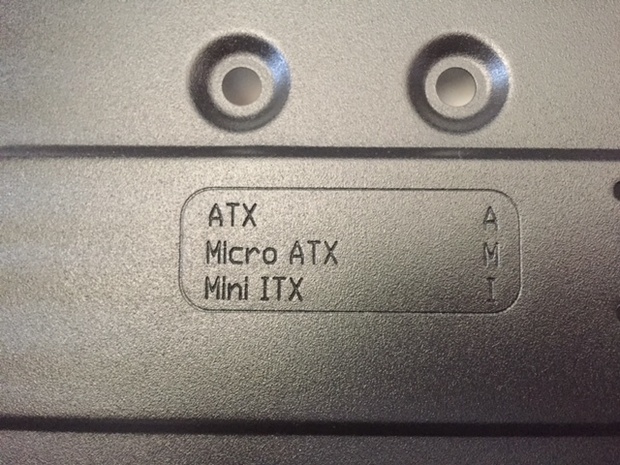 ATX A
Micro ATX M
Mini ITX I